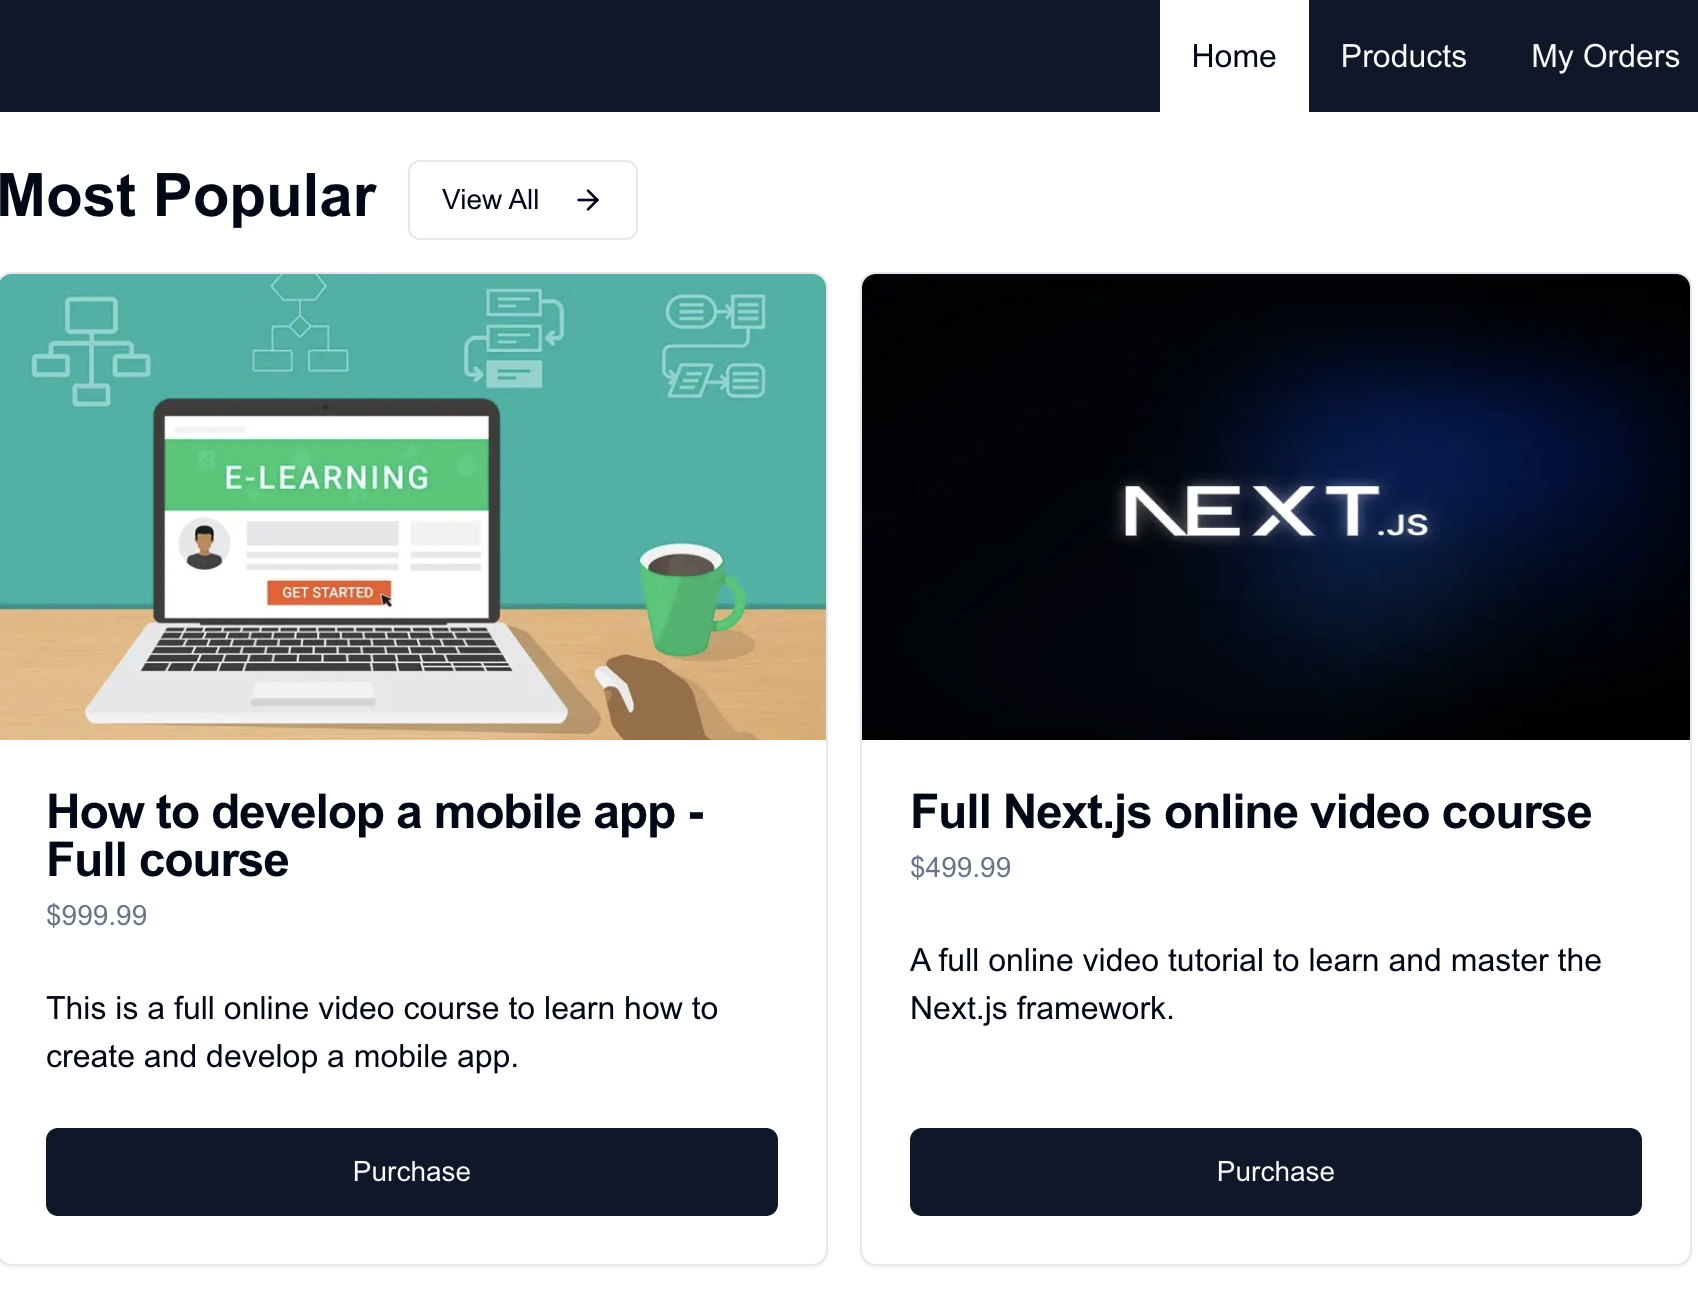 Home Products My Orders
Most Popular
View All
E-LEARNING
GET STARTED
NEXT.JS
How to develop a mobile app -
Full course
$999.99
This is a full online video course to learn how to
create and develop a mobile app.
Purchase
Full Next.js online video course
$499.99
A full online video tutorial to learn and master the
Next.js framework.
Purchase